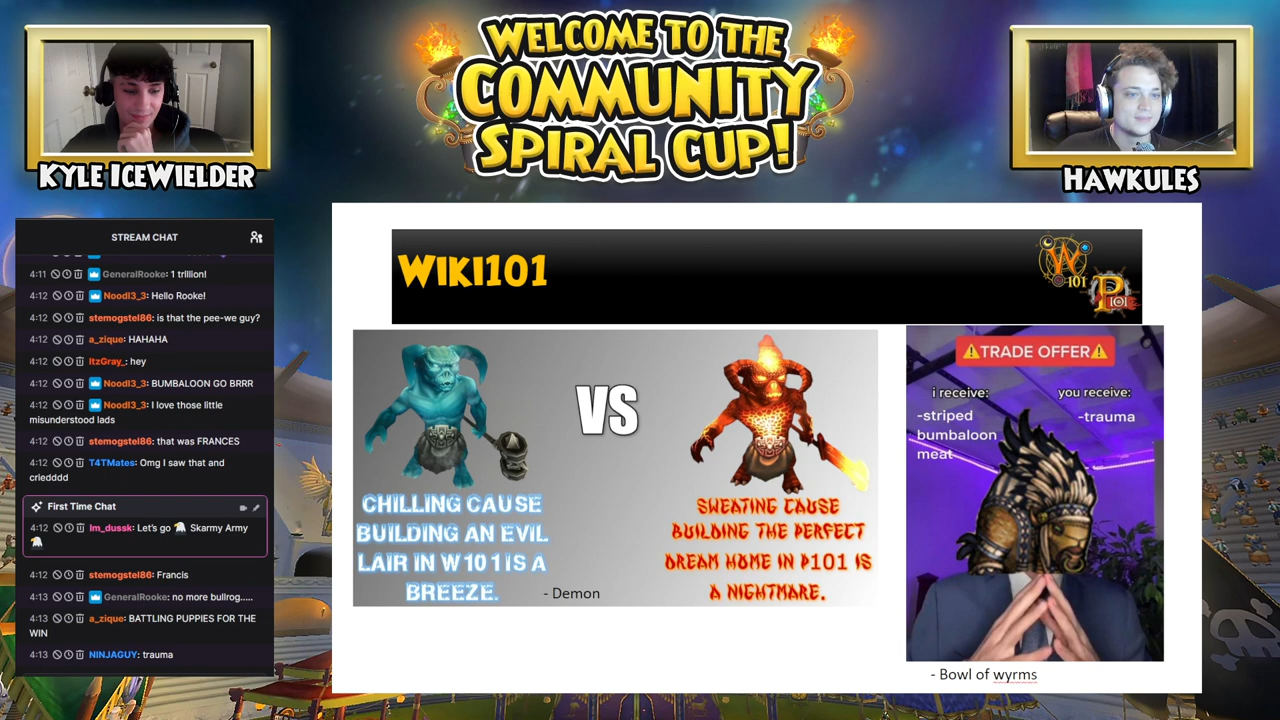 WELCOME TO THE
COMMUNITY
SPIRAL CUP!
KYLE ICEWIELDER
HAWKULES
STREAM CHAT
4:11 GeneralRooke: 1 trillion!
4:12 Noodl3_3: Hello Rooke!
4:12 stemogstel86: is that the pee-we guy?
4:12 a_zique: HAHAHA
4:12 ItzGray_: hey
4:12 Noodl3_3: BUMBALOON GO BRRR
4:12 Noodl3_3: I love those little
misunderstood lads
4:12 stemogstel86: that was FRANCES
4:12 T4TMates: Omg I saw that and
criedddd
First Time Chat
4:12 Im_dussk: Let's go Skarmy Army
4:12 stemogstel86: Francis
4:13 GeneralRooke: no more bullrog.....
4:13 a_zique: BATTLING PUPPIES FOR THE
WIN
4:13 NINJAGUY: trauma
WIKI101
W
101
P
101
VS
CHILLING CAUSE
BUILDING AN EVIL
LAIR IN W101 IS A
BREEZE.
- Demon
SWEATING CAUSE
BUILDING THE PERFECT
DREAM HOME IN P101 IS
A NIGHTMARE.
⚠TRADE OFFER⚠
i receive:
-striped
bumbaloon
meat
you receive:
-trauma
- Bowl of wyrms